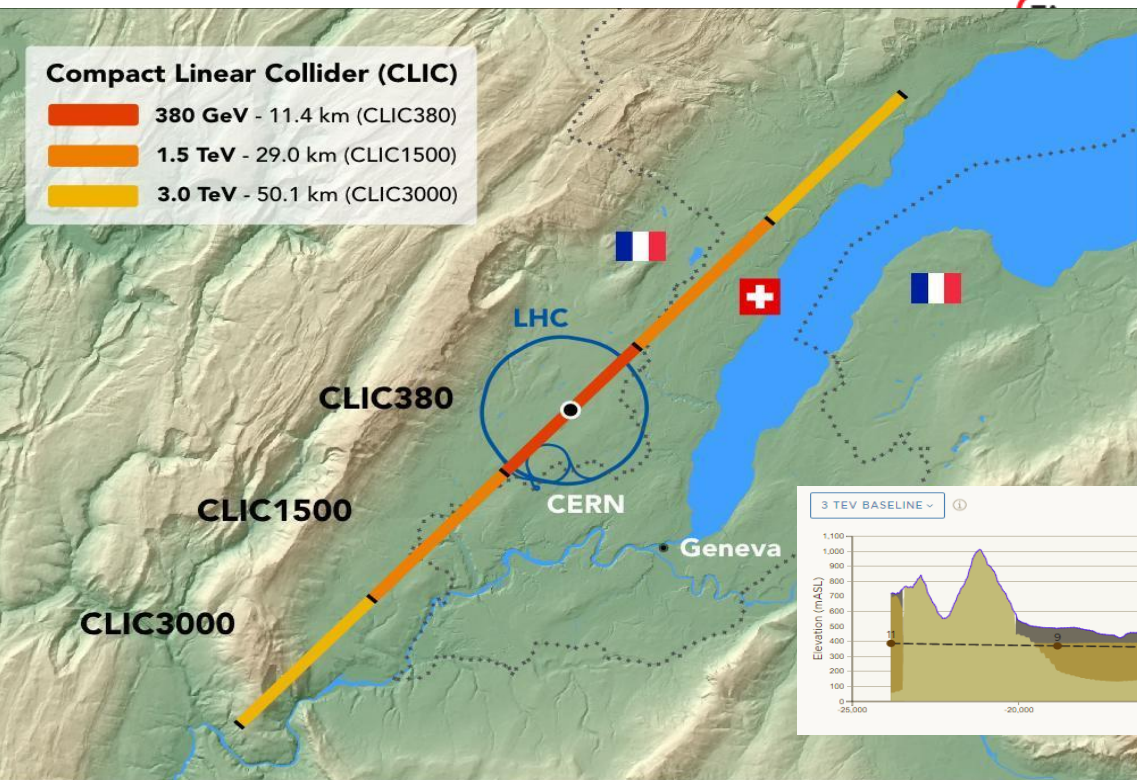 Compact Linear Collider (CLIC)
380 GeV - 11.4 km (CLIC380)
1.5 TeV - 29.0 km (CLIC1500)
3.0 TeV - 50.1 km (CLIC3000)
LHC
CLIC380
CLIC1500
CERN
Geneva
CLIC3000
3 TEV BASELINE
Elevation (mASL)
1,100
1,000
900
800
700
600
500
400
300
200
100
0
11
9
-25,000
-20,000